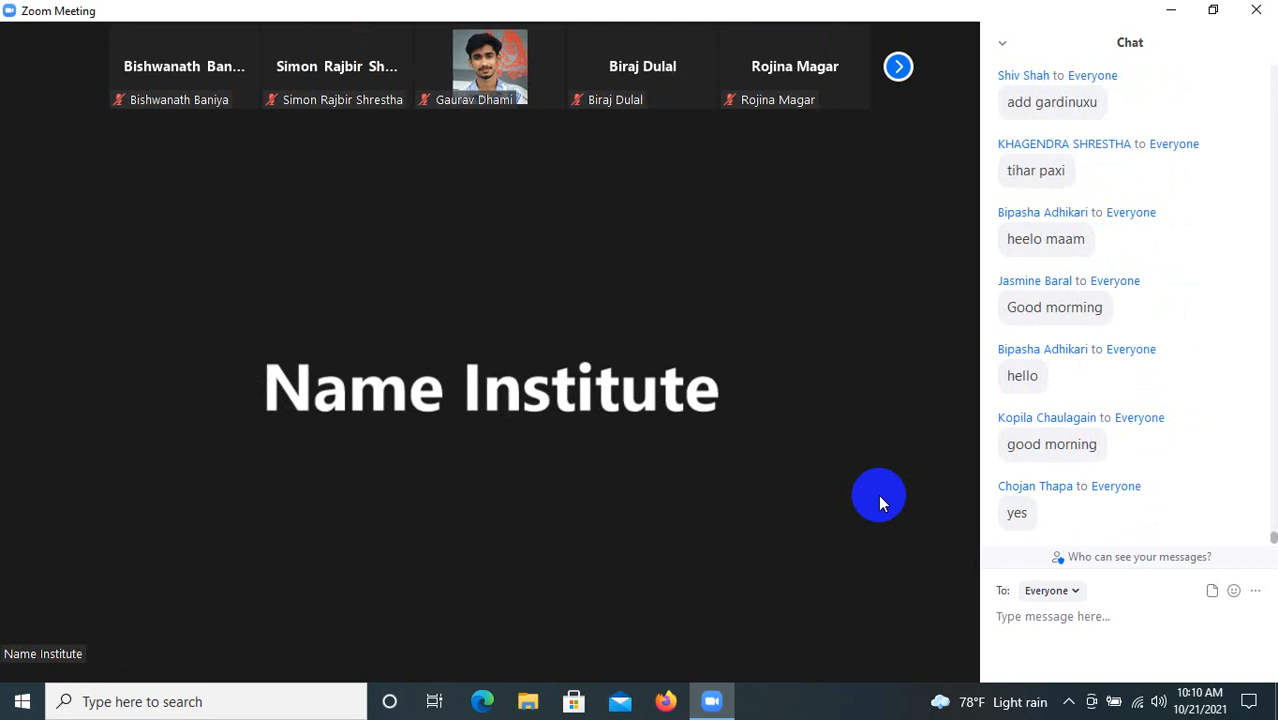 Zoom Meeting
Bishwanath Ban...
Simon Rajbir Sh...
Biraj Dulal
Rojina Magar
Bishwanath Baniya
Simon Rajbir Shrestha
Gaurav Dhami
Biraj Dulal
Rojina Magar
Name Institute
Name Institute
Chat
Shiv Shah to Everyone
add gardinuxu
KHAGENDRA SHRESTHA to Everyone
tihar paxi
Bipasha Adhikari to Everyone
heelo maam
Jasmine Baral to Everyone
Good morming
Bipasha Adhikari to Everyone
hello
Kopila Chaulagain to Everyone
good morning
Chojan Thapa to Everyone
yes
Who can see your messages?
To: Everyone
Type message here...
Type here to search
78°F Light rain
10:10 AM
10/21/2021